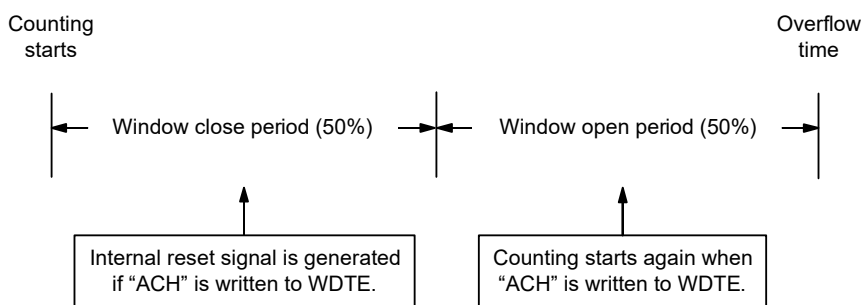 Counting
starts
Overflow
time
Window close period (50%)
Window open period (50%)
Internal reset signal is generated
if “ACH” is written to WDTE.
Counting starts again when
“ACH” is written to WDTE.